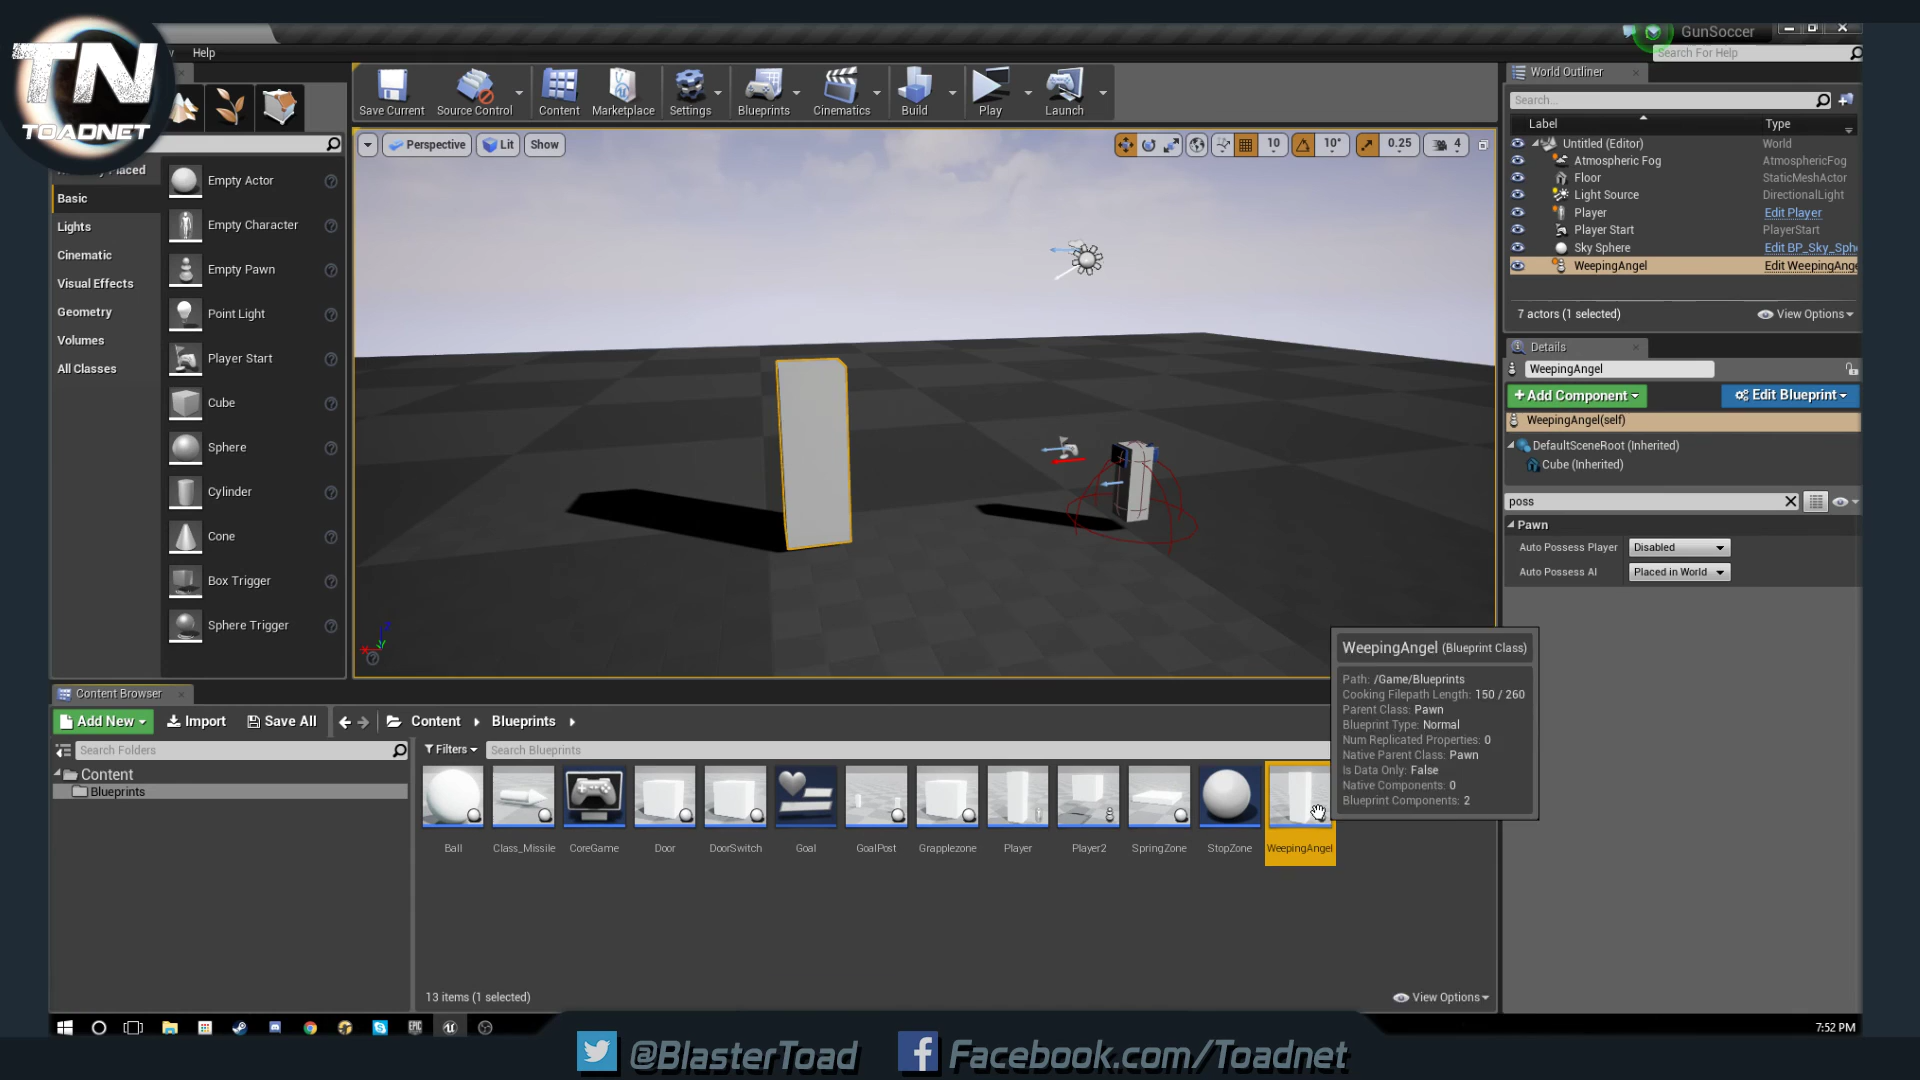 TN
TOADNET
Help
GunSoccer
Search For Help
Save Current
Source Control
Content
Marketplace
Settings
Blueprints
Cinematics
Build
Play
Launch
Basic
Lights
Cinematic
Visual Effects
Geometry
Volumes
All Classes
Empty Actor
Empty Character
Empty Pawn
Point Light
Player Start
Cube
Sphere
Cylinder
Cone
Box Trigger
Sphere Trigger
Perspective
Lit
Show
10
10°
0.25
4
World Outliner
Search...
Label Type
Untitled (Editor) World
Atmospheric Fog AtmosphericFog
Floor StaticMeshActor
Light Source DirectionalLight
Player Edit Player
Player Start PlayerStart
Sky Sphere Edit BP_Sky_Sph
WeepingAngel Edit WeepingAnge
7 actors (1 selected) View Options
Details
WeepingAngel
+ Add Component Edit Blueprint
WeepingAngel(self)
DefaultSceneRoot (Inherited)
Cube (Inherited)
poss
Pawn
Auto Possess Player Disabled
Auto Possess AI Placed in World
WeepingAngel (Blueprint Class)
Path: /Game/Blueprints
Cooking Filepath Length: 150 / 260
Parent Class: Pawn
Blueprint Type: Normal
Num Replicated Properties: 0
Native Parent Class: Pawn
Is Data Only: False
Native Components: 0
Blueprint Components: 2
Content Browser
Add New Import Save All Content Blueprints
Search Folders
Filters Search Blueprints
Content
Blueprints
Ball
Class_Missile
CoreGame
Door
DoorSwitch
Goal
GoalPost
Grapplezone
Player
Player2
SpringZone
StopZone
WeepingAngel
13 items (1 selected) View Options
EPIC
7:52 PM
@BlasterToad
Facebook.com/Toadnet